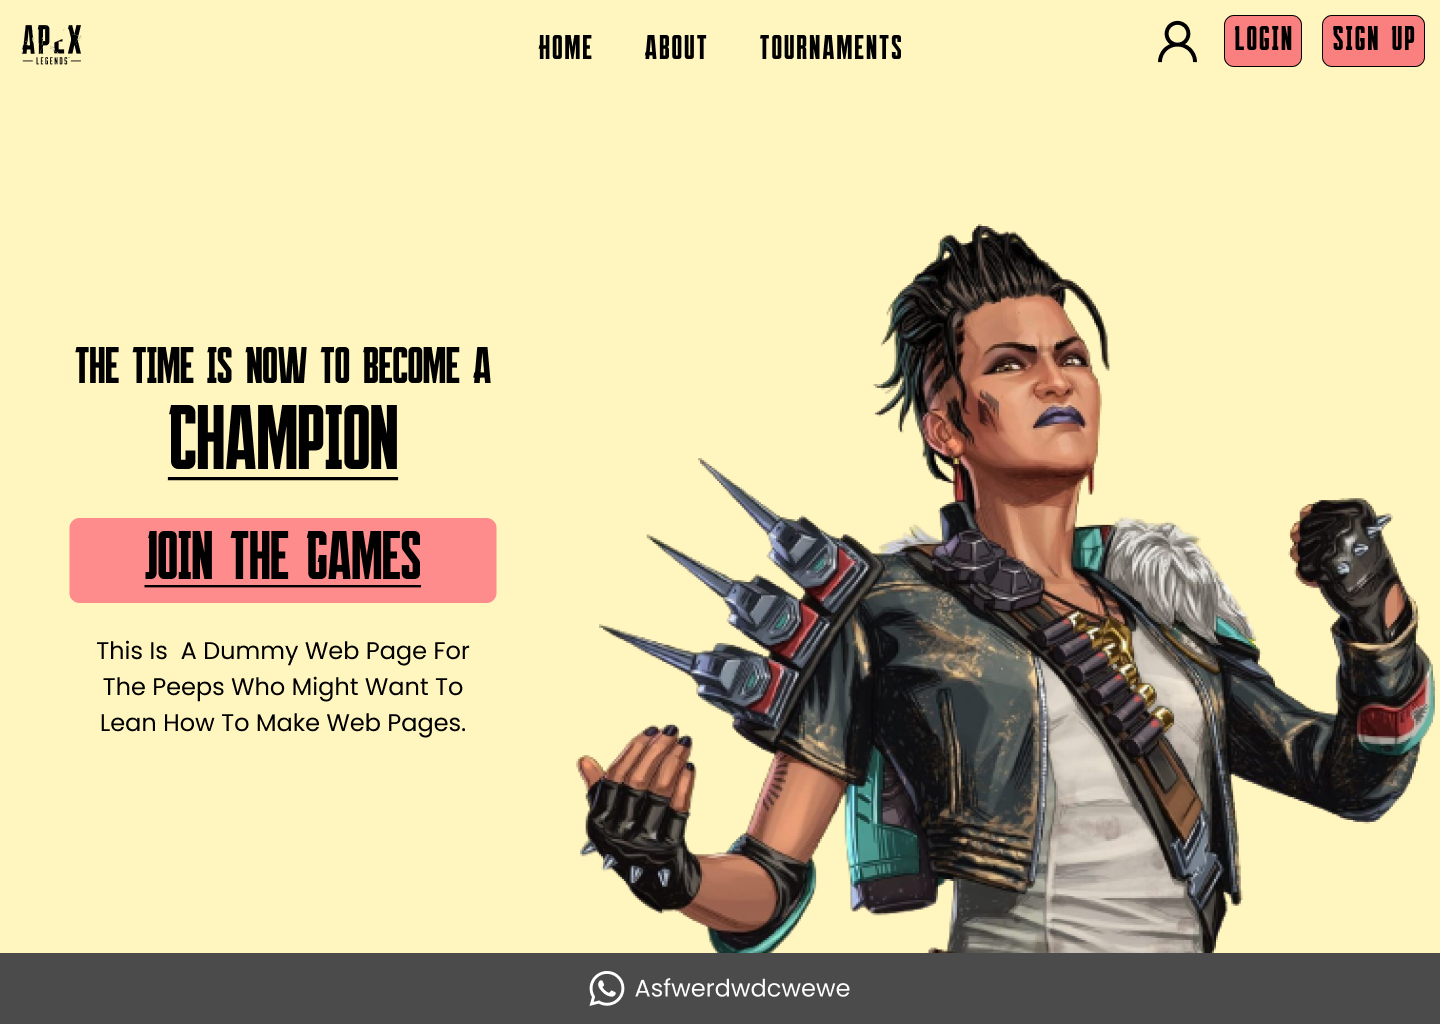 APEX
LEGENDS
HOME ABOUT TOURNAMENTS
LOGIN SIGN UP
THE TIME IS NOW TO BECOME A
CHAMPION
JOIN THE GAMES
This Is A Dummy Web Page For
The Peeps Who Might Want To
Lean How To Make Web Pages.
Asfwerdwdcwewe